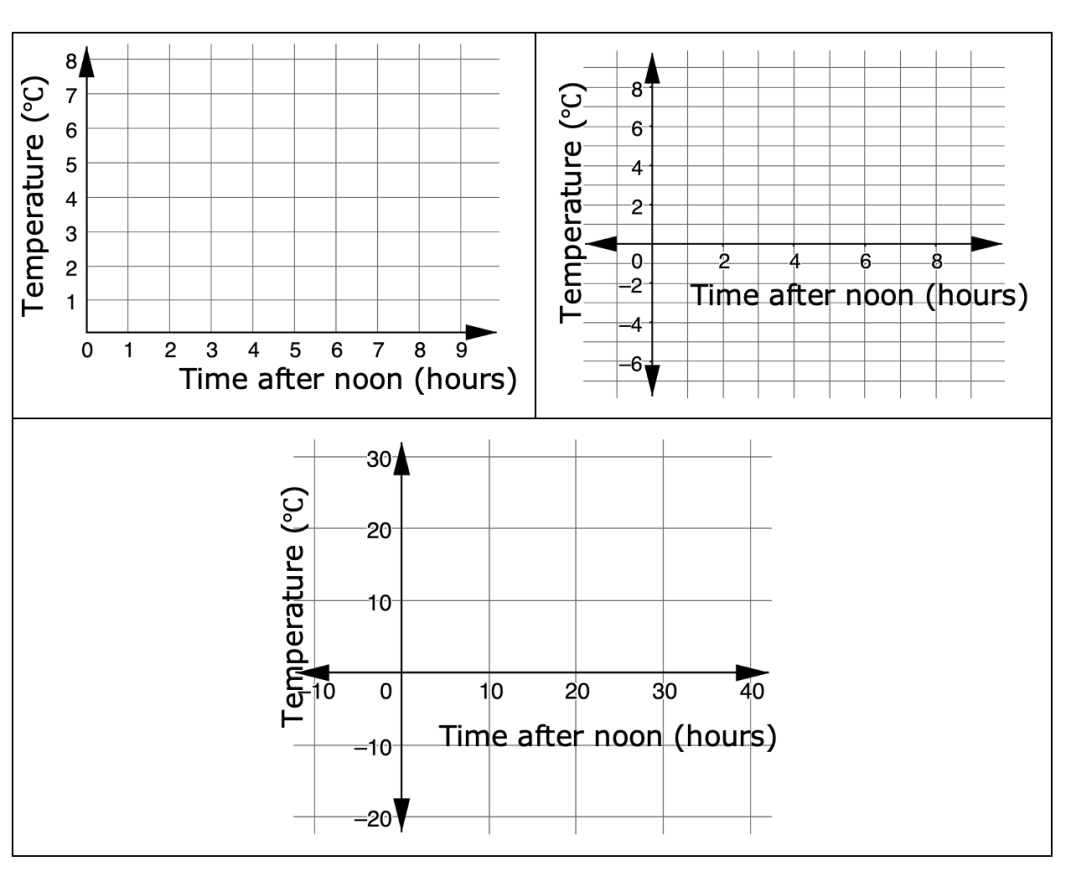 Temperature (°C)
8
7
6
5
4
3
2
1
0 1 2 3 4 5 6 7 8 9
Time after noon (hours)
Temperature (°C)
8
6
4
2
0 2 4 6 8
–2
Time after noon (hours)
–4
–6
Temperature (°C)
30
20
10
–10 0 10 20 30 40
Time after noon (hours)
–10
–20